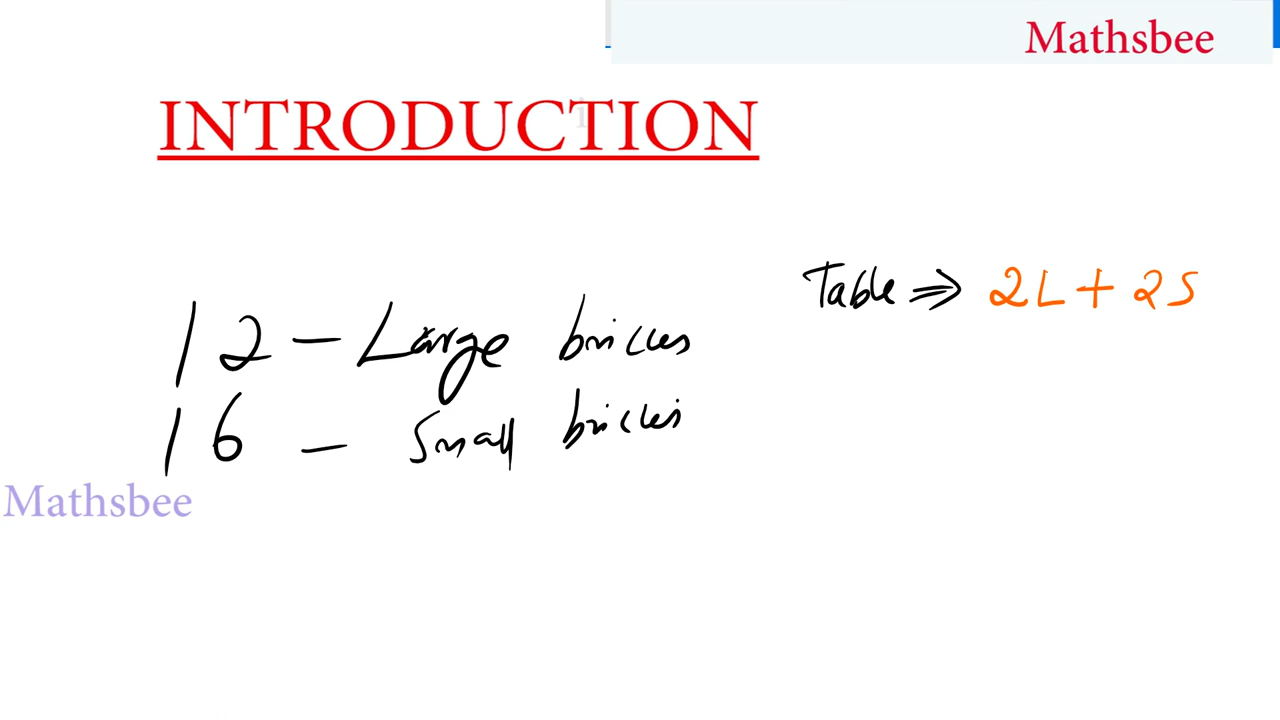 Mathsbee
INTRODUCTION
Table ⇒ 2L + 2S
12 - Large bricks
16 - Small bricks
Mathsbee